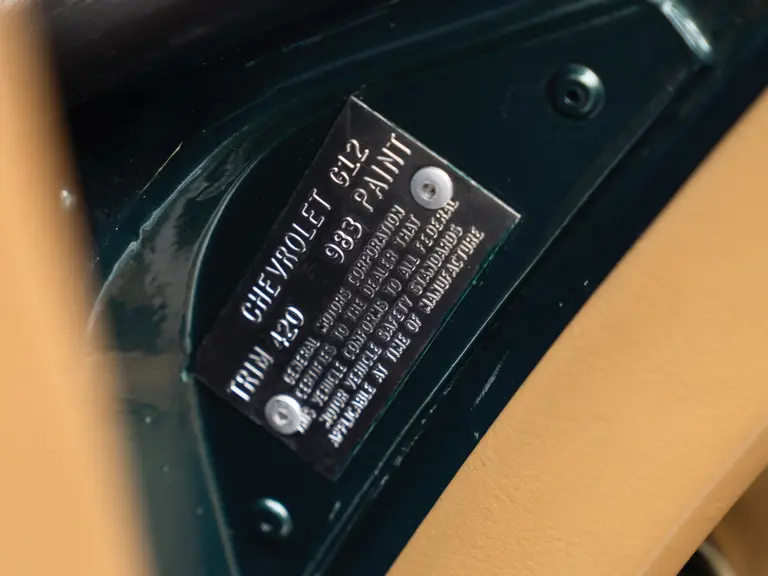 CHEVROLET G12
TRIM 420 983 PAINT
GENERAL MOTORS CORPORATION
CERTIFIES TO THE DEALER THAT
THIS VEHICLE CONFORMS TO ALL FEDERAL
MOTOR VEHICLE SAFETY STANDARDS
APPLICABLE AT TIME OF MANUFACTURE